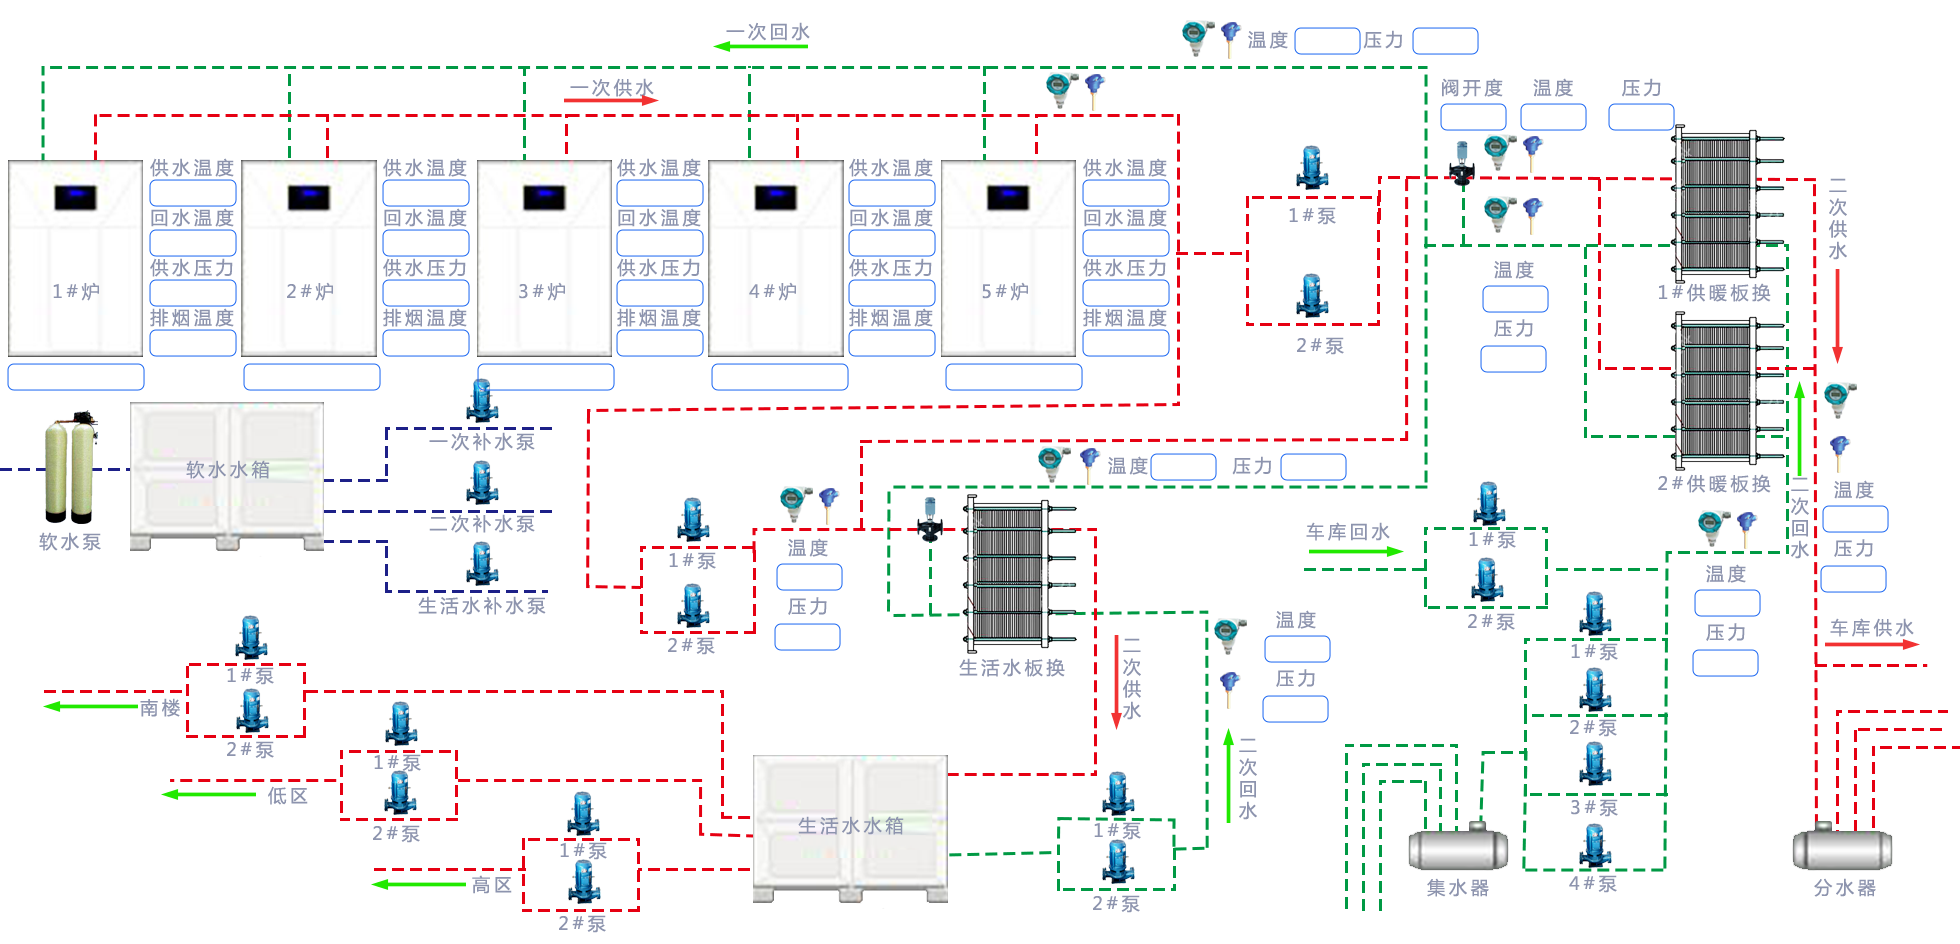 一次回水
温度
压力
一次供水
阀开度
温度
压力
供水温度
回水温度
供水压力
排烟温度
1#炉
供水温度
回水温度
供水压力
排烟温度
2#炉
供水温度
回水温度
供水压力
排烟温度
3#炉
供水温度
回水温度
供水压力
排烟温度
4#炉
供水温度
回水温度
供水压力
排烟温度
5#炉
1#泵
2#泵
温度
压力
1#供暖板换
2#供暖板换
二次供水
二次回水
温度
压力
软水泵
软水水箱
一次补水泵
二次补水泵
生活水补水泵
温度
压力
1#泵
2#泵
温度
压力
生活水板换
二次供水
车库回水
1#泵
2#泵
温度
压力
车库供水
温度
压力
二次回水
1#泵
2#泵
南楼
1#泵
2#泵
低区
1#泵
2#泵
高区
生活水水箱
1#泵
2#泵
1#泵
2#泵
3#泵
4#泵
集水器
分水器